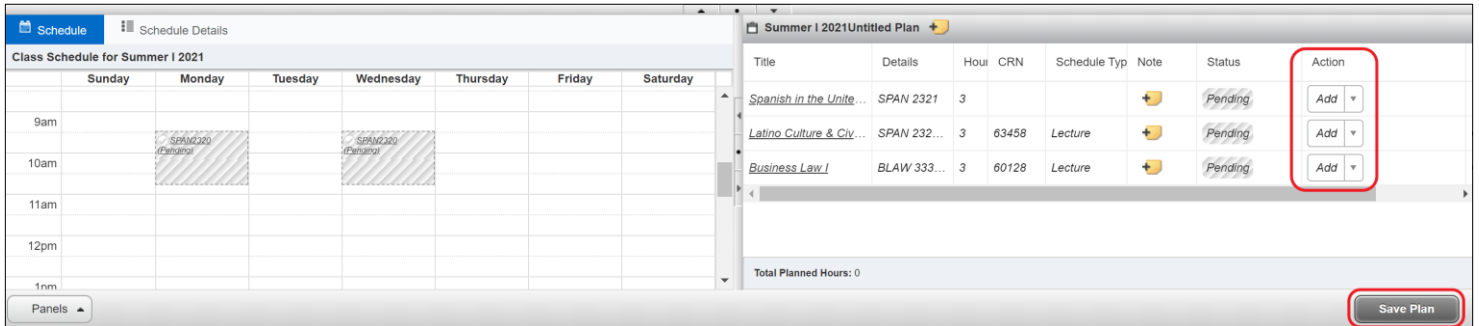 Schedule
Schedule Details
Class Schedule for Summer I 2021
Sunday Monday Tuesday Wednesday Thursday Friday Saturday
9am
SPAN2320 SPAN2320
(Pending) (Pending)
10am
11am
12pm
1pm
Summer I 2021Untitled Plan
Title Details Hour CRN Schedule Typ Note Status Action
Spanish in the Unite... SPAN 2321 3 Pending Add
Latino Culture & Civ... SPAN 232... 3 63458 Lecture Pending Add
Business Law I BLAW 333... 3 60128 Lecture Pending Add
Total Planned Hours: 0
Panels
Save Plan